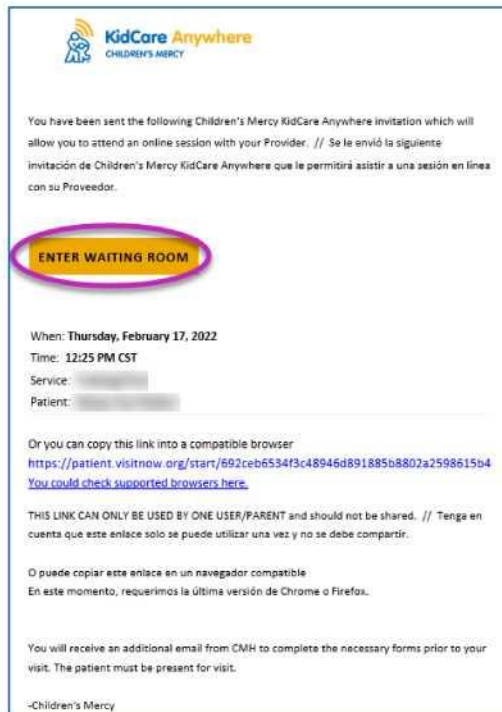 KidCare Anywhere
CHILDREN'S MERCY
You have been sent the following Children's Mercy KidCare Anywhere invitation which will
allow you to attend an online session with your Provider. // Se le envió la siguiente
invitación de Children's Mercy KidCare Anywhere que le permitirá asistir a una sesión en línea
con su Proveedor.
ENTER WAITING ROOM
When: Thursday, February 17, 2022
Time: 12:25 PM CST
Service:
Patient:
Or you can copy this link into a compatible browser
https://patient.visitnow.org/start/692ceb6534f3c48946d891885b8802a2598615b4
You could check supported browsers here.
THIS LINK CAN ONLY BE USED BY ONE USER/PARENT and should not be shared. // Tenga en
cuenta que este enlace solo se puede utilizar una vez y no se debe compartir.
O puede copiar este enlace en un navegador compatible
En este momento, requerimos la última versión de Chrome o Firefox.
You will receive an additional email from CMH to complete the necessary forms prior to your
visit. The patient must be present for visit.
-Children's Mercy